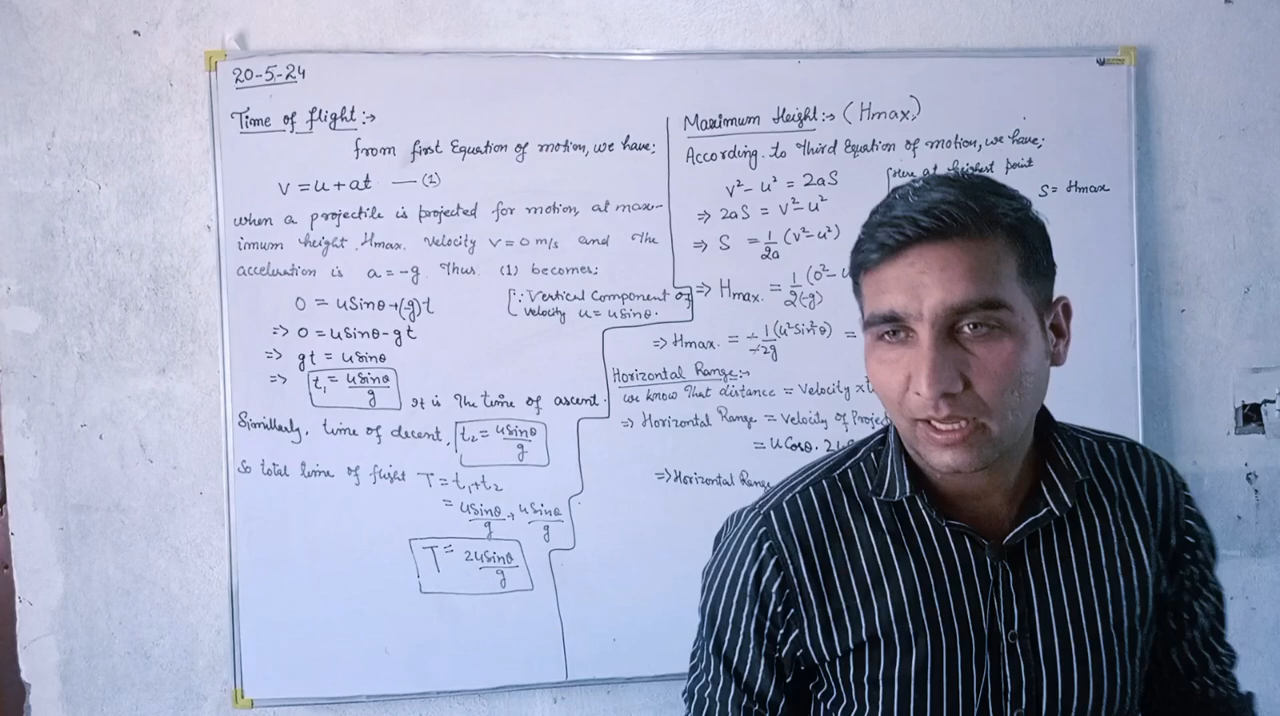 20-5-24
Time of flight:→
from first Equation of motion, we have;
v = u + at — (1)
when a projectile is projected for motion, at max-
imum height Hmax. Velocity v = 0 m/s and the
acceleration is a = -g. Thus (1) becomes;
0 = uSinθ+(-g)t
[∵ Vertical Component of
velocity u = uSinθ.
=> 0 = uSinθ-gt
=> gt = uSinθ
=> t₁ = uSinθ/g It is The time of ascent.
Similarly, time of decent, t₂ = uSinθ/g
So total time of flight T = t₁+t₂
= uSinθ/g + uSinθ/g
T = 2uSinθ/g
Maximum Height:→ (Hmax)
According to Third Equation of motion, we have;
v² - u² = 2aS
Here at highest point
S = Hmax
=> 2aS = v² - u²
=> S = 1/2a (v²-u²)
=> Hmax. = 1/2(-g) (0²-
=> Hmax. = -1/-2g (u²Sin²θ) =
Horizontal Range:-
we know That distance = Velocity x
=> Horizontal Range = Velocity of
= uCosθ. 2u
=> Horizontal Range